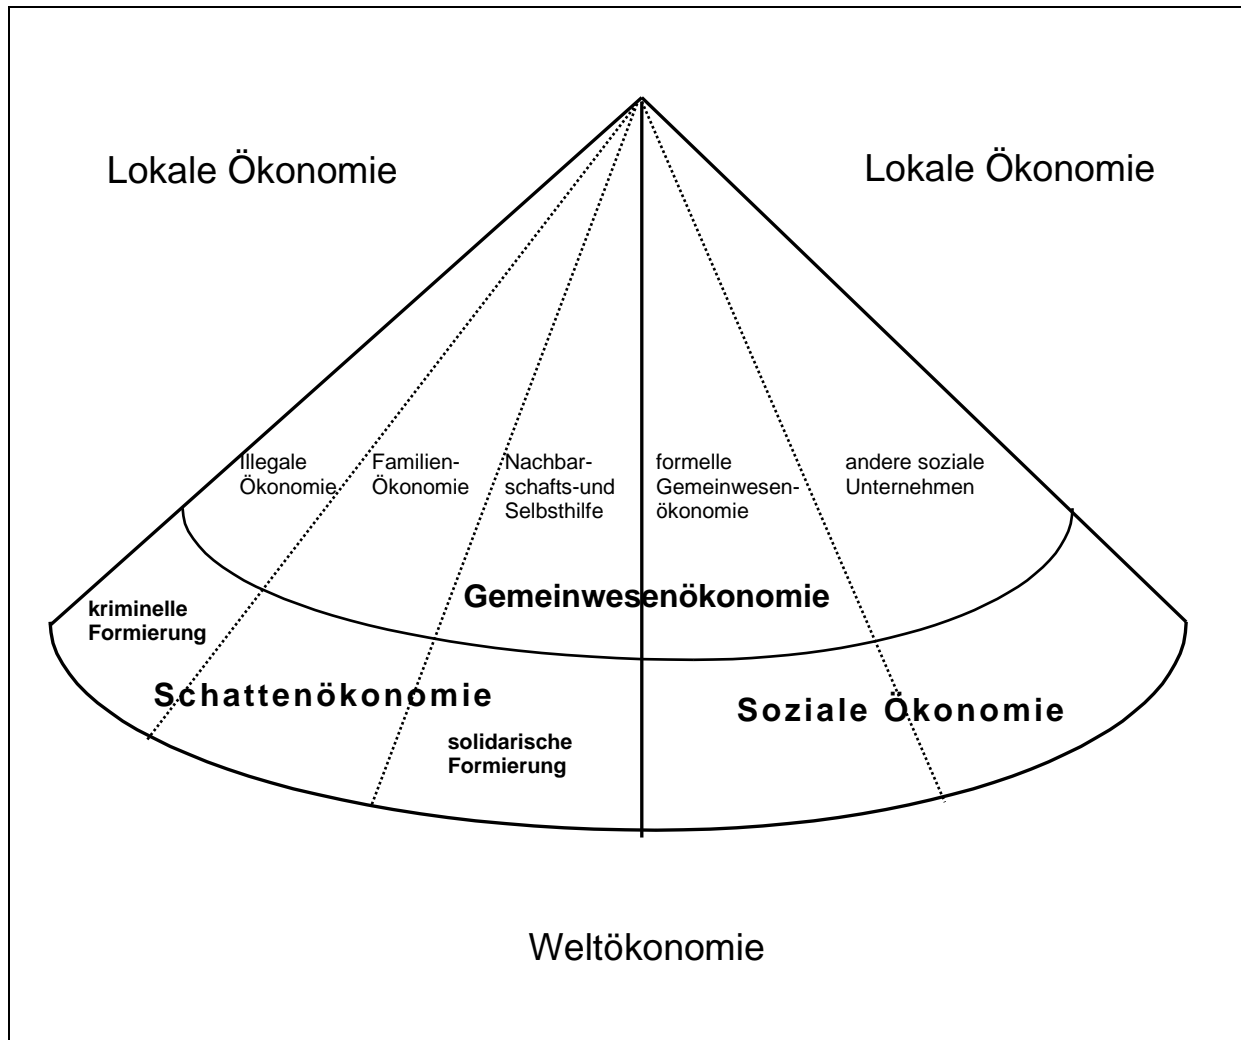 Lokale Ökonomie
Lokale Ökonomie
Illegale
Ökonomie
Familien-
Ökonomie
Nachbar-
schafts-und
Selbsthilfe
formelle
Gemeinwesen-
ökonomie
andere soziale
Unternehmen
Gemeinwesenökonomie
kriminelle
Formierung
Schattenökonomie
Soziale Ökonomie
solidarische
Formierung
Weltökonomie